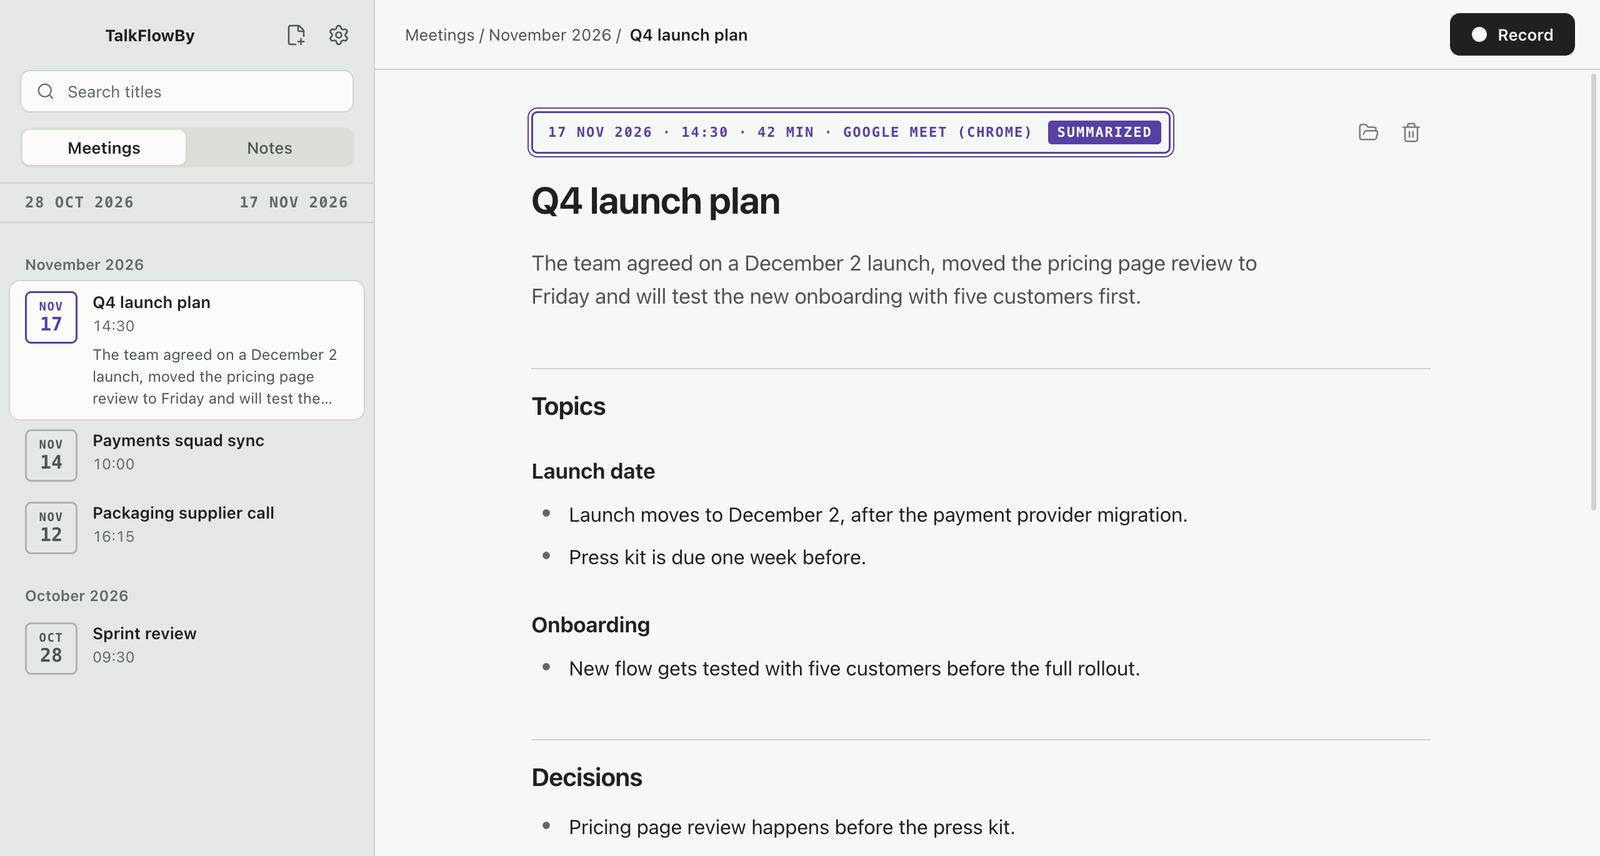 TalkFlowBy
Search titles
Meetings
Notes
28 OCT 2026
17 NOV 2026
November 2026
NOV
17
Q4 launch plan
14:30
The team agreed on a December 2
launch, moved the pricing page
review to Friday and will test the...
NOV
14
Payments squad sync
10:00
NOV
12
Packaging supplier call
16:15
October 2026
OCT
28
Sprint review
09:30
Meetings / November 2026 / Q4 launch plan
Record
17 NOV 2026 · 14:30 · 42 MIN · GOOGLE MEET (CHROME) SUMMARIZED
Q4 launch plan
The team agreed on a December 2 launch, moved the pricing page review to
Friday and will test the new onboarding with five customers first.
Topics
Launch date
• Launch moves to December 2, after the payment provider migration.
• Press kit is due one week before.
Onboarding
• New flow gets tested with five customers before the full rollout.
Decisions
• Pricing page review happens before the press kit.